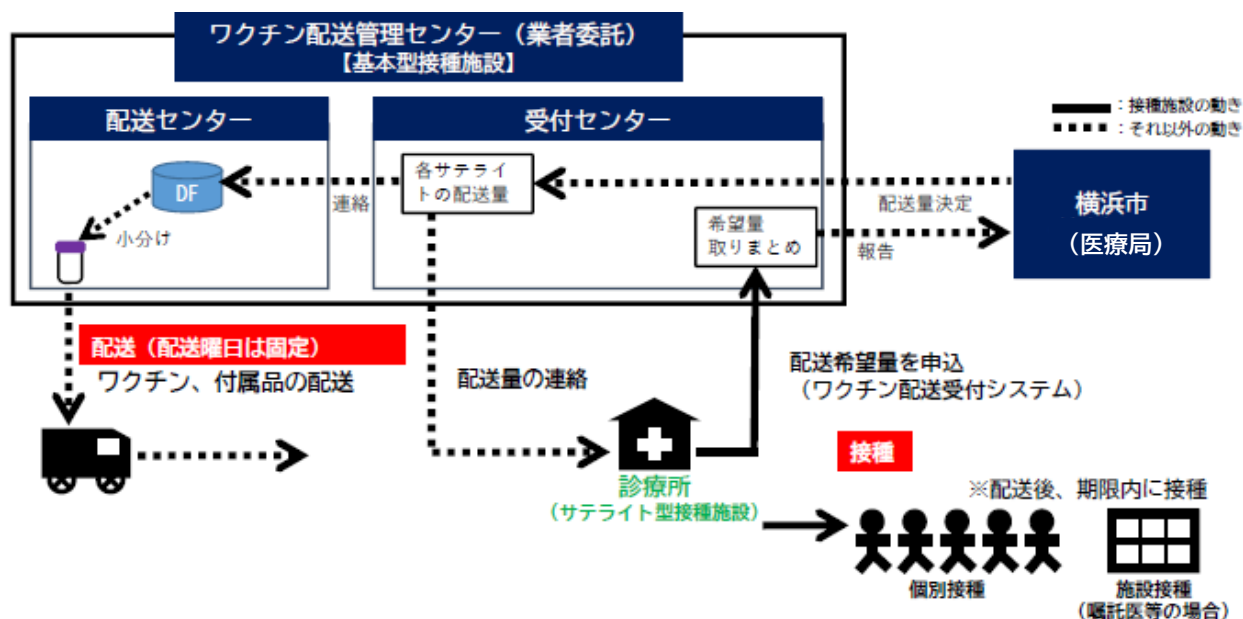 ワクチン配送管理センター（業者委託）
【基本型接種施設】
配送センター
受付センター
：接種施設の動き
：それ以外の動き
DF
小分け
連絡
各サテライ
トの配送量
希望量
取りまとめ
配送量決定
報告
横浜市
（医療局）
配送（配送曜日は固定）
ワクチン、付属品の配送
配送量の連絡
配送希望量を申込
（ワクチン配送受付システム）
診療所
（サテライト型接種施設）
接種
※配送後、期限内に接種
個別接種
施設接種
（嘱託医等の場合）